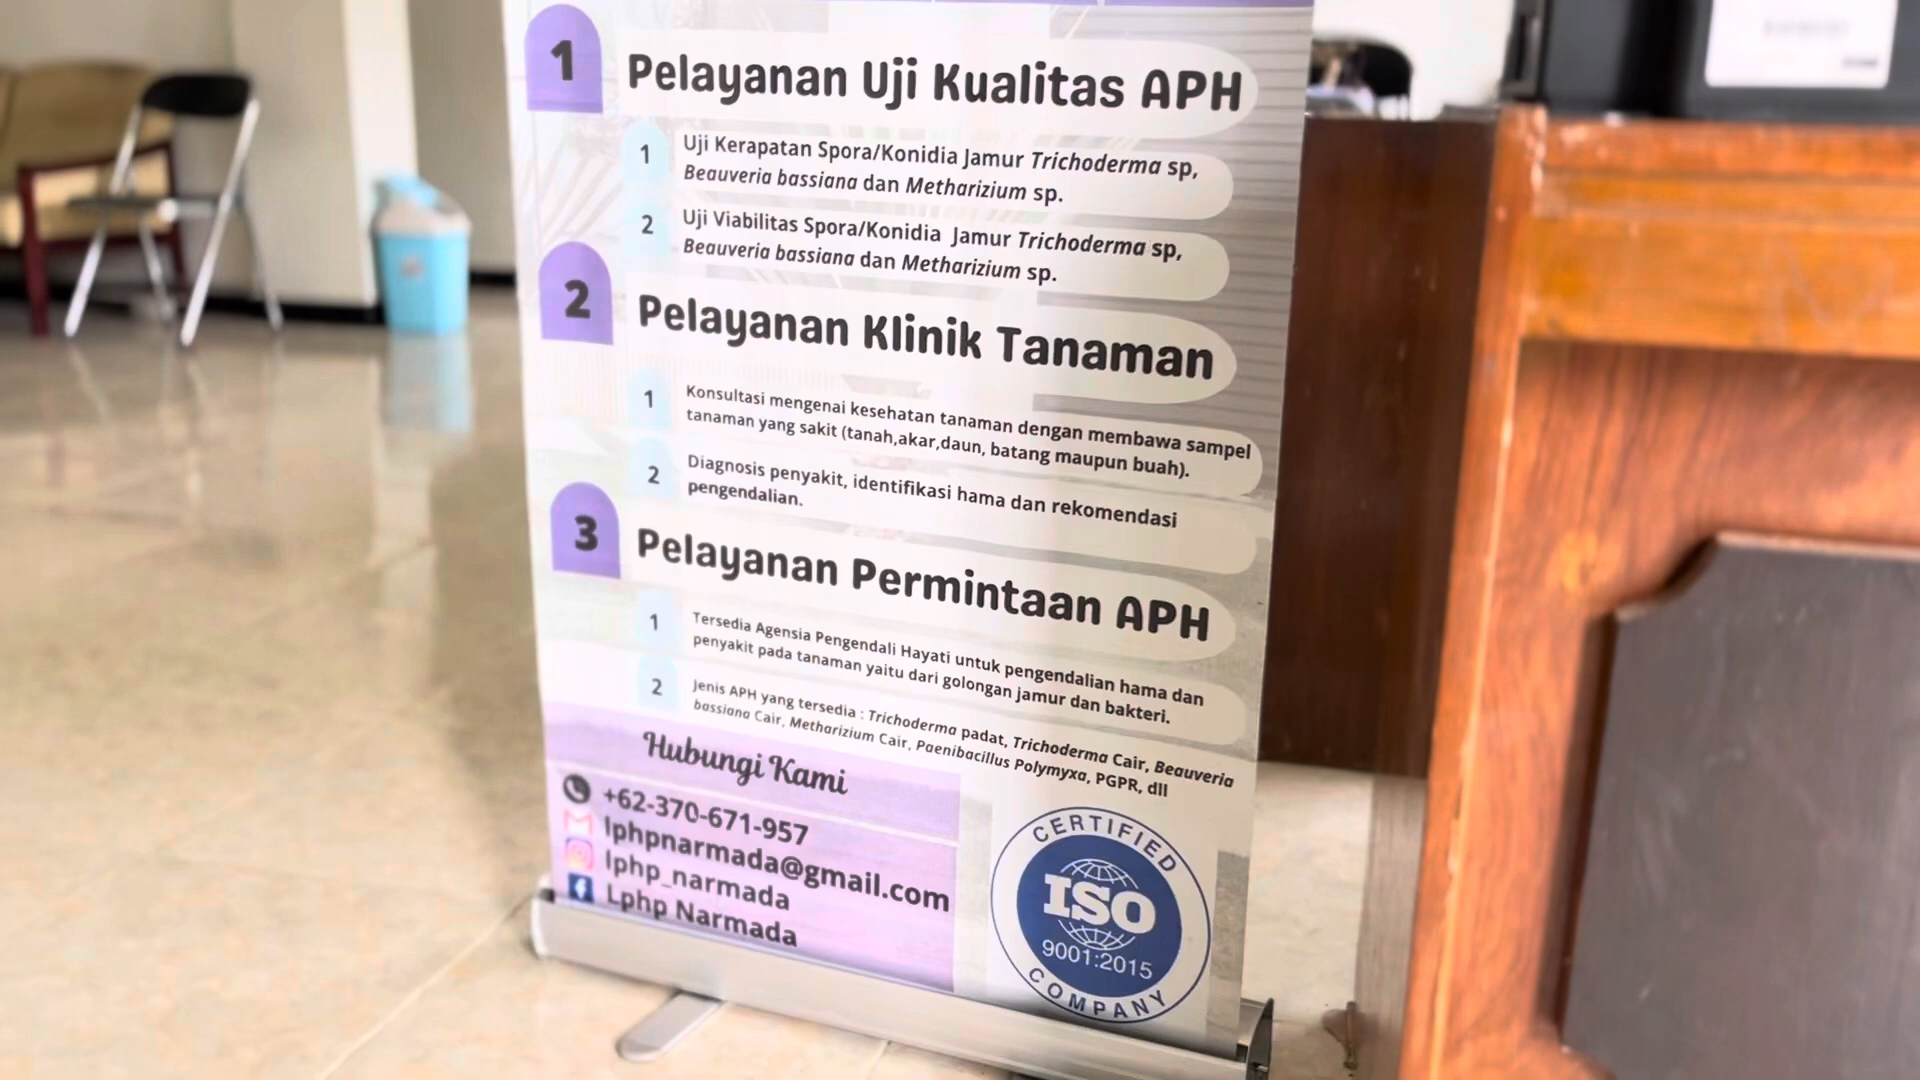 1
Pelayanan Uji Kualitas APH
1
Uji Kerapatan Spora/Konidia Jamur Trichoderma sp,
Beauveria bassiana dan Metharizium sp.
2
Uji Viabilitas Spora/Konidia Jamur Trichoderma sp,
Beauveria bassiana dan Metharizium sp.
2
Pelayanan Klinik Tanaman
1
Konsultasi mengenai kesehatan tanaman dengan membawa sampel
tanaman yang sakit (tanah,akar,daun, batang maupun buah).
2
Diagnosis penyakit, identifikasi hama dan rekomendasi
pengendalian.
3
Pelayanan Permintaan APH
1
Tersedia Agensia Pengendali Hayati untuk pengendalian hama dan
penyakit pada tanaman yaitu dari golongan jamur dan bakteri.
2
Jenis APH yang tersedia : Trichoderma padat, Trichoderma Cair, Beauveria
bassiana Cair, Metharizium Cair, Paenibacillus Polymyxa, PGPR, dll
Hubungi Kami
+62-370-671-957
lphpnarmada@gmail.com
lphp_narmada
Lphp Narmada
CERTIFIED
ISO
9001:2015
COMPANY